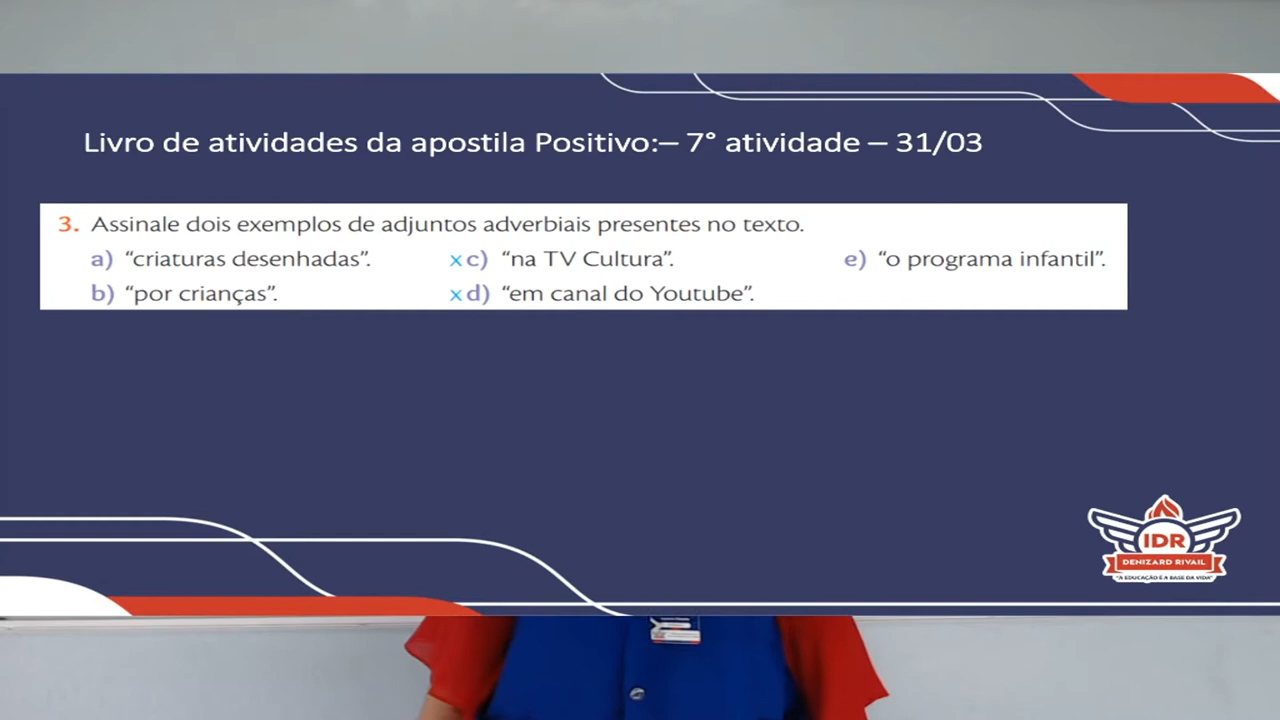 Livro de atividades da apostila Positivo:– 7° atividade – 31/03
3. Assinale dois exemplos de adjuntos adverbiais presentes no texto.
a) “criaturas desenhadas”. x c) “na TV Cultura”. e) “o programa infantil”.
b) “por crianças”. x d) “em canal do Youtube”.
IDR
DENIZARD RIVAIL
“A EDUCAÇÃO É A BASE DA VIDA”